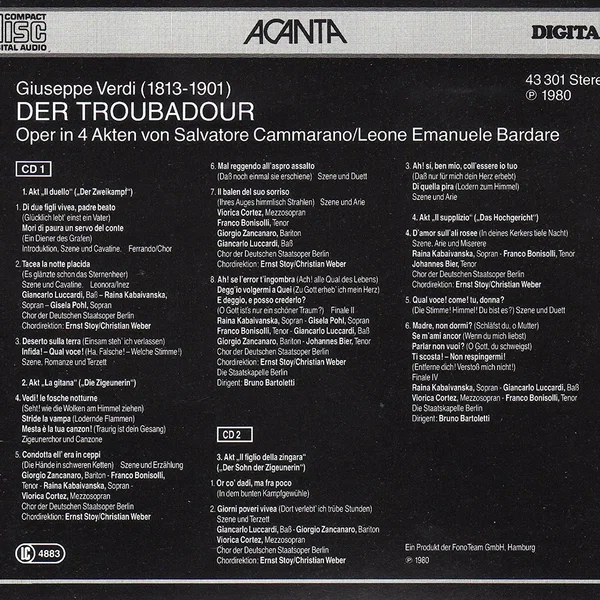 COMPACT
DISC
DIGITAL AUDIO
ACANTA
DIGITA
Giuseppe Verdi (1813-1901)
DER TROUBADOUR
Oper in 4 Akten von Salvatore Cammarano/Leone Emanuele Bardare
43 301 Stere
℗ 1980
CD 1
1. Akt „Il duello“ („Der Zweikampf“)
1. Di due figli vivea, padre beato
(Glücklich lebt' einst ein Vater)
Mori di paura un servo del conte
(Ein Diener des Grafen)
Introduktion, Szene und Cavatine. Ferrando/Chor
2. Tacea la notte placida
(Es glänzte schon das Sternenheer)
Szene und Cavatine. Leonora/Inez
Giancarlo Luccardi, Baß – Raina Kabaivanska,
Sopran – Gisela Pohl, Sopran
Chor der Deutschen Staatsoper Berlin
Chordirektion: Ernst Stoy/Christian Weber
3. Deserto sulla terra (Einsam steh' ich verlassen)
Infida! – Qual voce! (Ha, Falsche! – Welche Stimme!)
Szene, Romanze und Terzett
2. Akt „La gitana“ („Die Zigeunerin“)
4. Vedi! le fosche notturne
(Seht! wie die Wolken am Himmel ziehen)
Stride la vampa (Lodernde Flammen)
Mesta è la tua canzon! (Traurig ist dein Gesang)
Zigeunerchor und Canzone
5. Condotta ell' era in ceppi
(Die Hände in schweren Ketten) Szene und Erzählung
Giorgio Zancanaro, Bariton - Franco Bonisolli,
Tenor - Raina Kabaivanska, Sopran -
Viorica Cortez, Mezzosopran
Chor der Deutschen Staatsoper Berlin
Chordirektion: Ernst Stoy/Christian Weber
LC 4883
6. Mal reggendo all'aspro assalto
(Daß noch einmal sie erschiene) Szene und Duett
7. Il balen del suo sorriso
(Ihres Auges himmlisch Strahlen) Szene und Arie
Viorica Cortez, Mezzosopran
Franco Bonisolli, Tenor
Giorgio Zancanaro, Bariton
Giancarlo Luccardi, Baß
Chor der Deutschen Staatsoper Berlin
Chordirektion: Ernst Stoy/Christian Weber
8. Ah! se l'error t'ingombra (Ach! alle Qual des Lebens)
Degg'io volgermi a Quei (Zu Gott erheb' ich mein Herz)
E deggio, e posso crederlo?
(O Gott ist's nur ein schöner Traum?) Finale II
Raina Kabaivanska, Sopran - Gisela Pohl, Sopran
Franco Bonisolli, Tenor - Giancarlo Luccardi, Baß
Giorgio Zancanaro, Bariton - Johannes Bier, Tenor
Chor der Deutschen Staatsoper Berlin
Chordirektion: Ernst Stoy/Christian Weber
Die Staatskapelle Berlin
Dirigent: Bruno Bartoletti
CD 2
3. Akt „Il figlio della zingara“
(„Der Sohn der Zigeunerin“)
1. Or co' dadi, ma fra poco
(In dem bunten Kampfgewühle)
2. Giorni poveri vivea (Dort verlebt' ich trübe Stunden)
Szene und Terzett
Giancarlo Luccardi, Baß - Giorgio Zancanaro, Bariton
Viorica Cortez, Mezzosopran
Chor der Deutschen Staatsoper Berlin
Chordirektion: Ernst Stoy/Christian Weber
3. Ah! si, ben mio, coll'essere io tuo
(Daß nur für mich dein Herz erbebt)
Di quella pira (Lodern zum Himmel)
Szene und Arie
4. Akt „Il supplizio“ („Das Hochgericht“)
4. D'amor sull'ali rosee (In deines Kerkers tiefe Nacht)
Szene, Arie und Miserere
Raina Kabaivanska, Sopran - Franco Bonisolli, Tenor
Johannes Bier, Tenor
Chor der Deutschen Staatsoper Berlin
Chordirektion: Ernst Stoy/Christian Weber
5. Qual voce! come! tu, donna?
(Die Stimme! Himmel! Du bist es?) Szene und Duett
6. Madre, non dormi? (Schläfst du, o Mutter)
Se m'ami ancor (Wenn du mich liebst)
Parlar non vuoi? (O Gott, du schweigst)
Ti scosta! – Non respingermi!
(Entferne dich! Verstoß mich nicht!)
Finale IV
Raina Kabaivanska, Sopran - Giancarlo Luccardi, Baß
Viorica Cortez, Mezzosopran - Franco Bonisolli, Tenor
Die Staatskapelle Berlin
Dirigent: Bruno Bartoletti
Ein Produkt der FonoTeam GmbH, Hamburg
℗ 1980